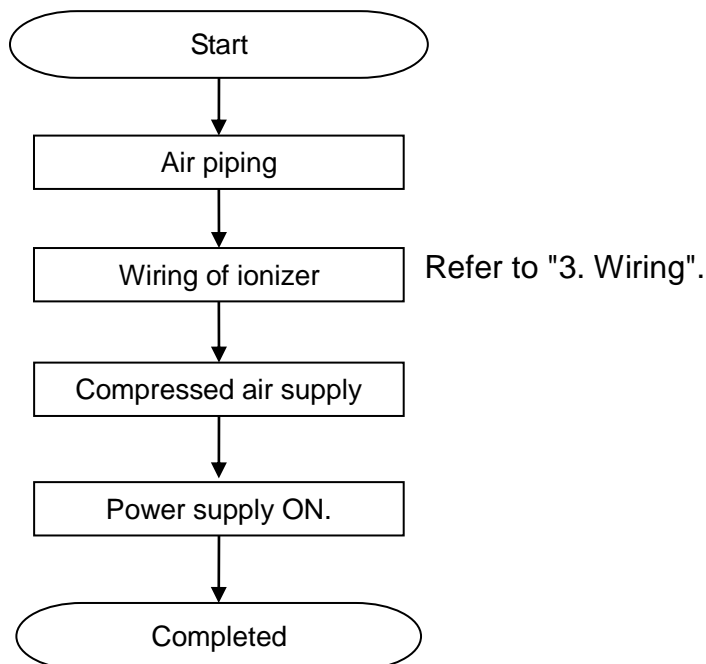 Start
Air piping
Wiring of ionizer
Refer to "3. Wiring".
Compressed air supply
Power supply ON.
Completed